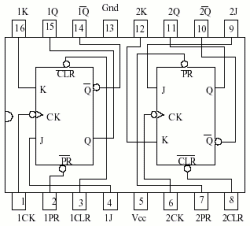 1K 1Q 1Q̅ Gnd 2K 2Q 2Q̅ 2J
16 15 14 13 12 11 10 9
CLR PR
K Q̅ J Q
CK CK
J Q K Q̅
PR CLR
1 2 3 4 5 6 7 8
1CK 1PR 1CLR 1J Vcc 2CK 2PR 2CLR